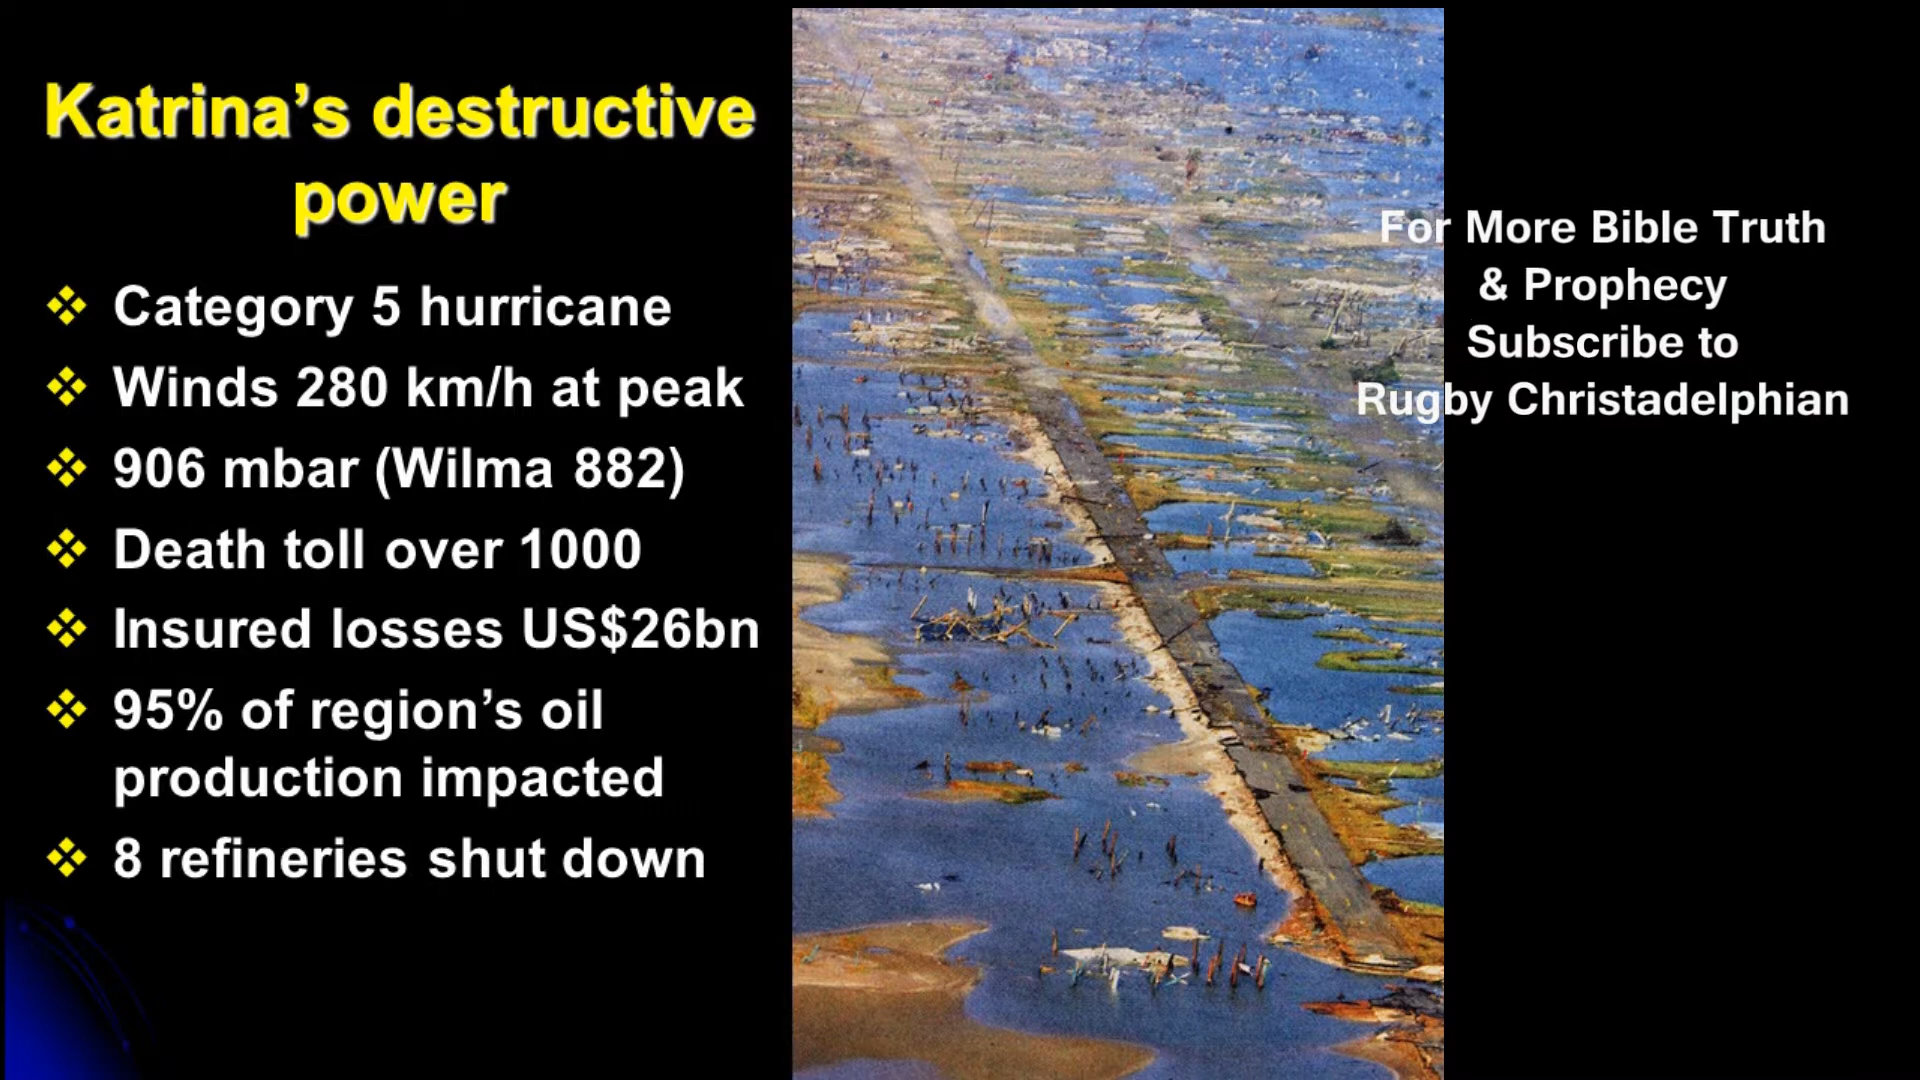 Katrina’s destructive
power
Category 5 hurricane
Winds 280 km/h at peak
906 mbar (Wilma 882)
Death toll over 1000
Insured losses US$26bn
95% of region’s oil
production impacted
8 refineries shut down
For More Bible Truth
& Prophecy
Subscribe to
Rugby Christadelphian